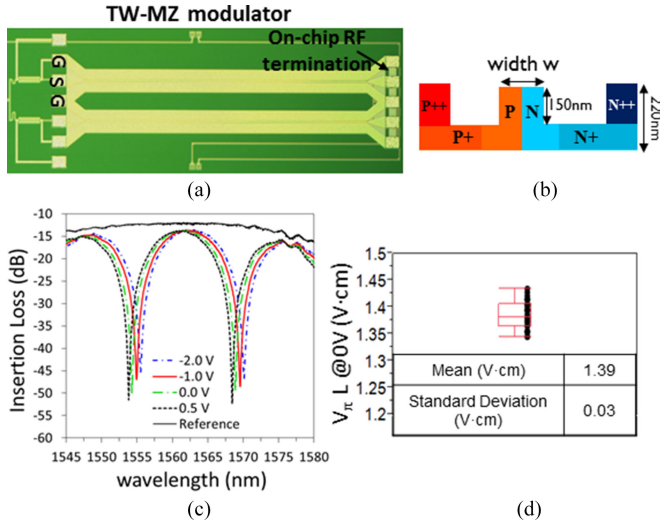 TW-MZ modulator
On-chip RF
termination
G
S
G
(a)
width w
150nm
220nm
P++
P
N
N++
P+
N+
(b)
Insertion Loss (dB)
-10
-15
-20
-25
-30
-35
-40
-45
-50
-55
-60
-2.0 V
-1.0 V
0.0 V
0.5 V
Reference
1545 1550 1555 1560 1565 1570 1575 1580
wavelength (nm)
(c)
Vπ L @0V (V·cm)
1.5
1.45
1.4
1.35
1.3
1.25
1.2
Mean (V·cm) 1.39
Standard Deviation
(V·cm) 0.03
(d)